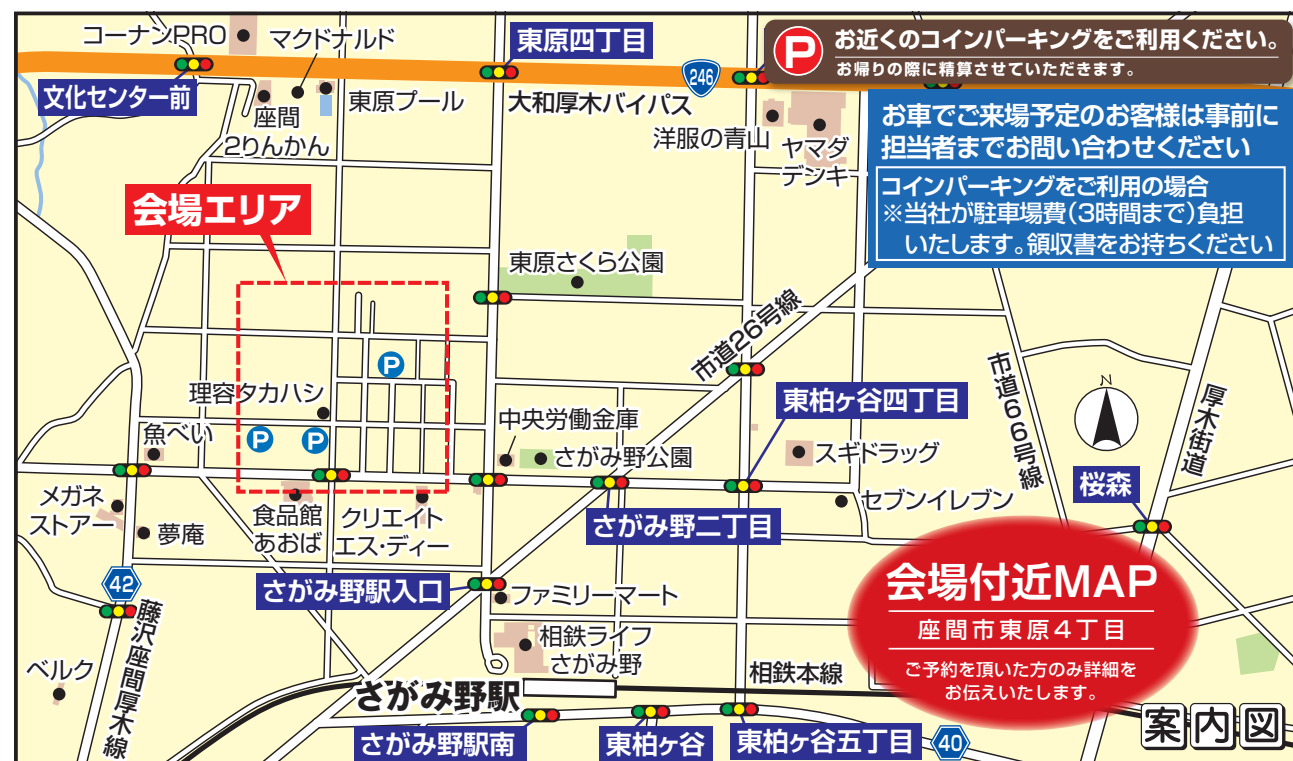 コーナンPRO
マクドナルド
東原四丁目
P
お近くのコインパーキングをご利用ください。
お帰りの際に精算させていただきます。
文化センター前
座間
2りんかん
東原プール
大和厚木バイパス
246
洋服の青山
ヤマダ
デンキ
お車でご来場予定のお客様は事前に
担当者までお問い合わせください
コインパーキングをご利用の場合
※当社が駐車場費(3時間まで)負担
いたします。領収書をお持ちください
会場エリア
東原さくら公園
市道26号線
P
理容タカハシ
P
P
魚べい
中央労働金庫
さがみ野公園
東柏ヶ谷四丁目
スギドラッグ
市道66号線
N
厚木街道
桜森
メガネ
ストアー
夢庵
食品館
あおば
クリエイト
エス・ディー
さがみ野二丁目
セブンイレブン
42
さがみ野駅入口
ファミリーマート
会場付近MAP
座間市東原4丁目
ご予約を頂いた方のみ詳細を
お伝えいたします。
藤沢座間厚木線
ベルク
相鉄ライフ
さがみ野
さがみ野駅
相鉄本線
さがみ野駅南
東柏ヶ谷
東柏ヶ谷五丁目
40
案内図